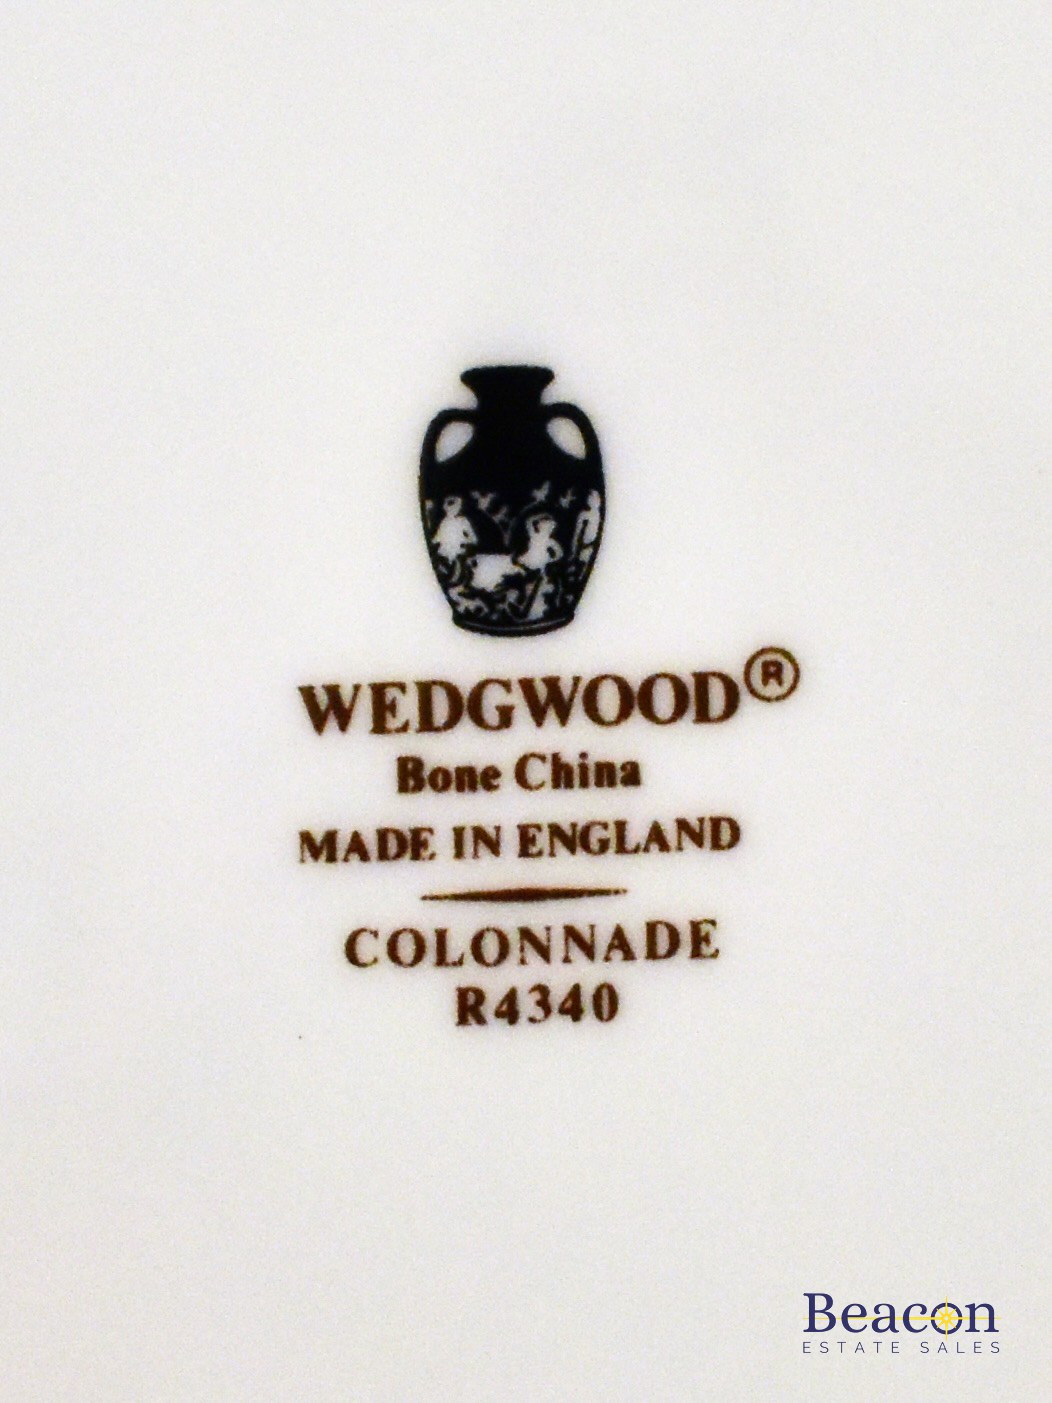 WEDGWOOD®
Bone China
MADE IN ENGLAND
COLONNADE
R4340
Beacon
ESTATE SALES